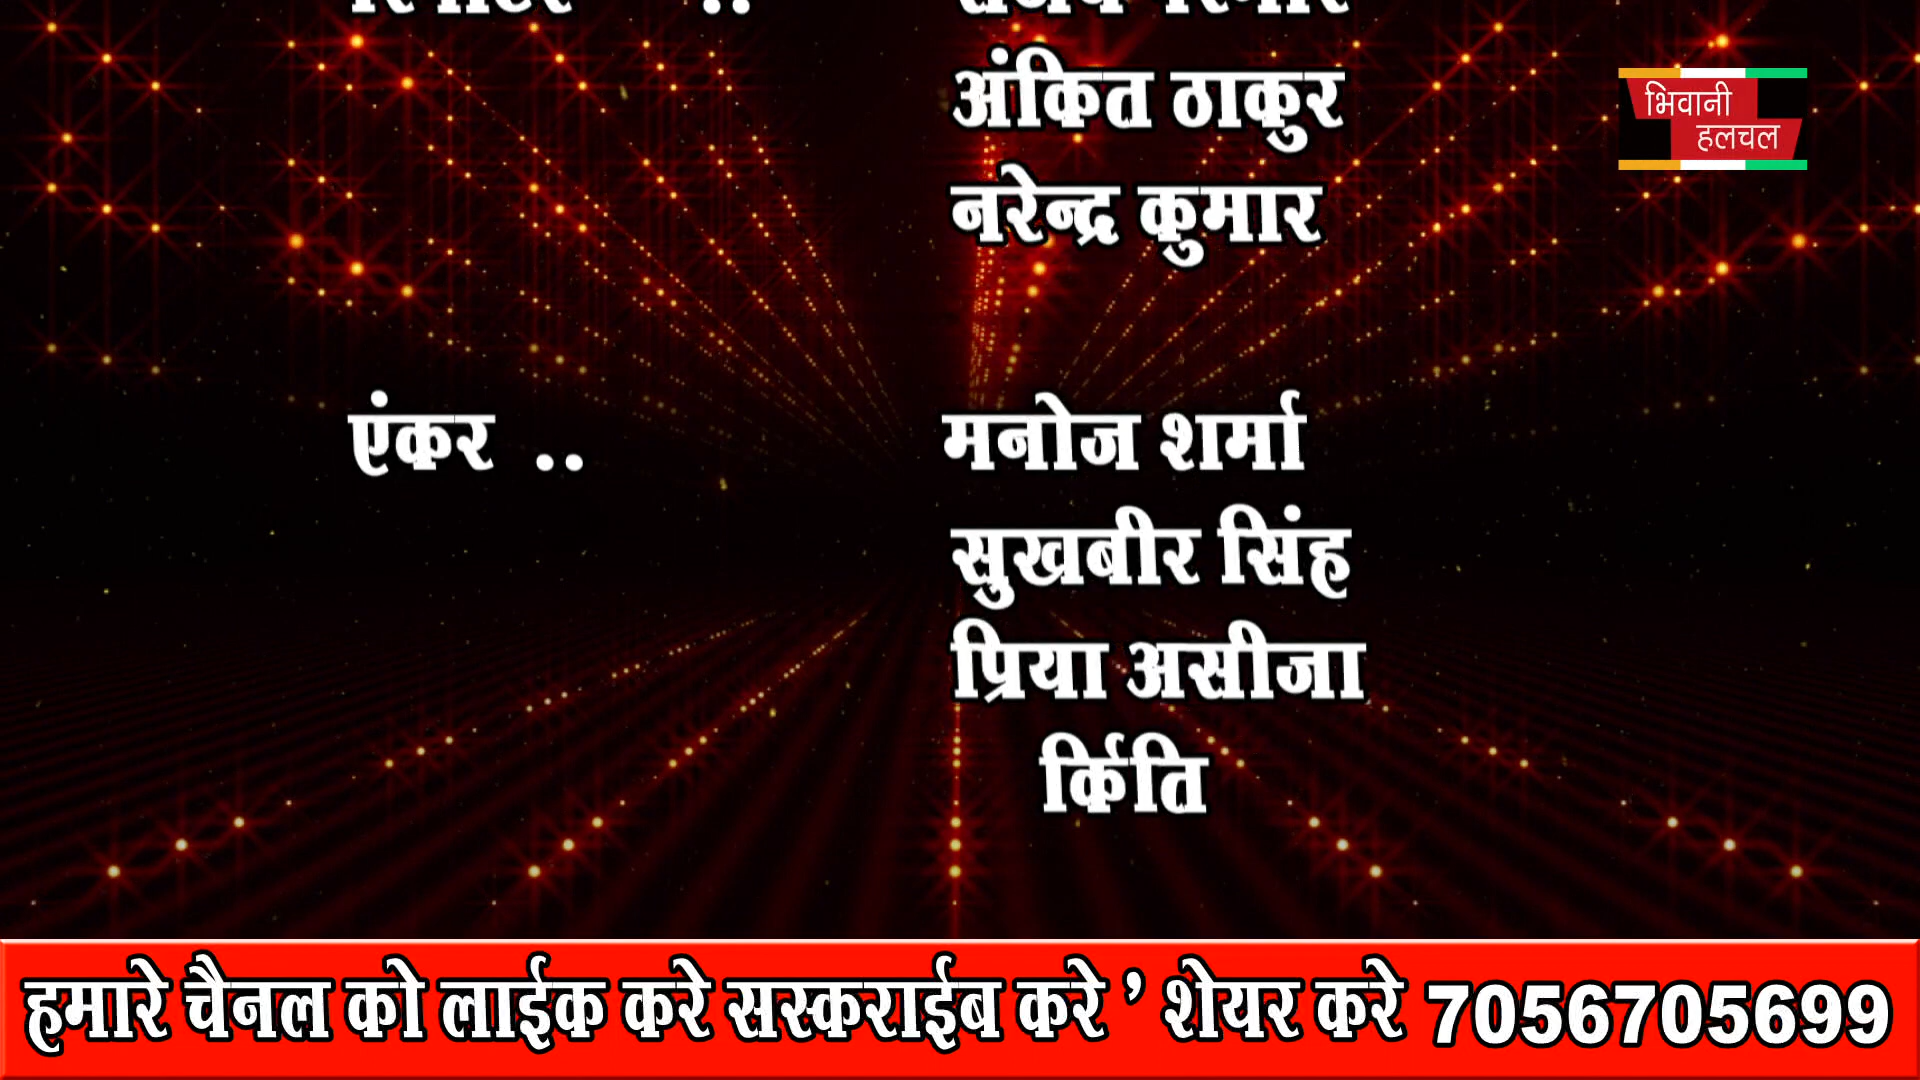 अंकित ठाकुर
भिवानी
हलचल
नरेन्द्र कुमार
एंकर .. मनोज शर्मा
सुखबीर सिंह
प्रिया असीजा
र्किति
हमारे चैनल को लाईक करे सस्कराईब करे ’ शेयर करे 7056705699